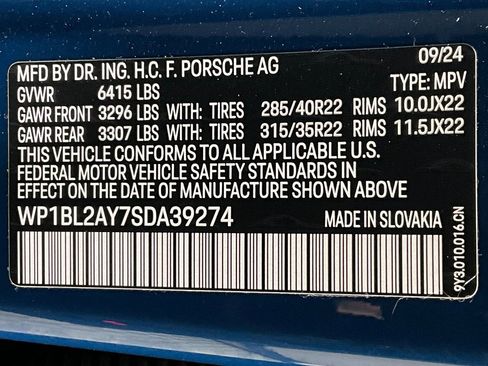 MFD BY DR. ING. H.C. F. PORSCHE AG 09/24
GVWR 6415 LBS TYPE: MPV
GAWR FRONT 3296 LBS WITH: TIRES 285/40R22 RIMS 10.0JX22
GAWR REAR 3307 LBS WITH: TIRES 315/35R22 RIMS 11.5JX22
THIS VEHICLE CONFORMS TO ALL APPLICABLE U.S.
FEDERAL MOTOR VEHICLE SAFETY STANDARDS IN
EFFECT ON THE DATE OF MANUFACTURE SHOWN ABOVE
WP1BL2AY7SDA39274 MADE IN SLOVAKIA
9Y3.010.016.CN